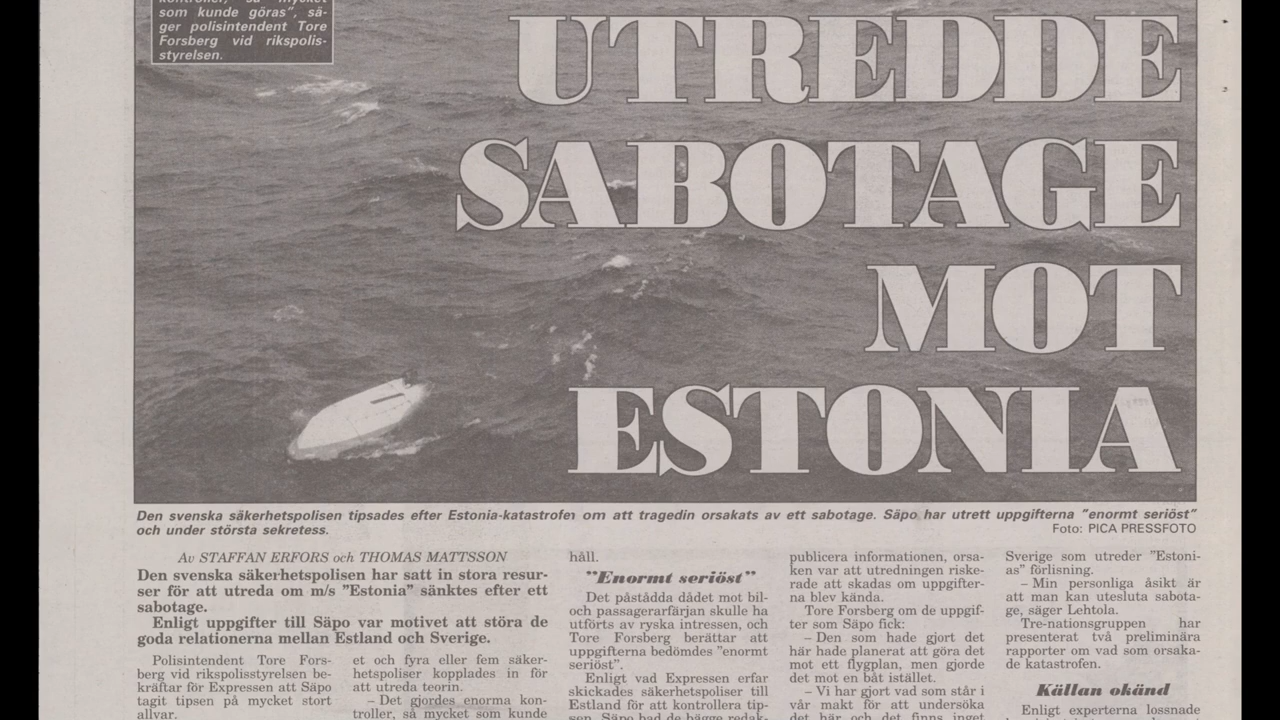 som kunde göras", sä-
ger polisintendent Tore
Forsberg vid rikspolis-
styrelsen.
UTREDDE
SABOTAGE
MOT
ESTONIA
Den svenska säkerhetspolisen tipsades efter Estonia-katastrofen om att tragedin orsakats av ett sabotage. Säpo har utrett uppgifterna "enormt seriöst"
och under största sekretess.
Foto: PICA PRESSFOTO
Av STAFFAN ERFORS och THOMAS MATTSSON
Den svenska säkerhetspolisen har satt in stora resur-
ser för att utreda om m/s ”Estonia” sänktes efter ett
sabotage.
Enligt uppgifter till Säpo var motivet att störa de
goda relationerna mellan Estland och Sverige.
Polisintendent Tore Fors-
berg vid rikspolisstyrelsen be-
kräftar för Expressen att Säpo
tagit tipsen på mycket stort
allvar.
et och fyra eller fem säker-
hetspoliser kopplades in för
att utreda teorin.
– Det gjordes enorma kon-
troller, så mycket som kunde
håll.
”Enormt seriöst”
Det påstådda dådet mot bil-
och passagerarfärjan skulle ha
utförts av ryska intressen, och
Tore Forsberg berättar att
uppgifterna bedömdes ”enormt
seriöst”.
Enligt vad Expressen erfar
skickades säkerhetspoliser till
Estland för att kontrollera tip-
sen. Säpo bad de bägge redak-
publicera informationen, orsa-
ken var att utredningen riske-
rade att skadas om uppgifter-
na blev kända.
Tore Forsberg om de uppgif-
ter som Säpo fick:
– Den som hade gjort det
här hade planerat att göra det
mot ett flygplan, men gjorde
det mot en båt istället.
– Vi har gjort vad som står i
vår makt för att undersöka
det här och det finns inget
Sverige som utreder ”Estoni-
as” förlisning.
– Min personliga åsikt är
att man kan utesluta sabota-
ge, säger Lehtola.
Tre-nationsgruppen har
presenterat två preliminära
rapporter om vad som orsaka-
de katastrofen.
Källan okänd
Enligt experterna lossnade